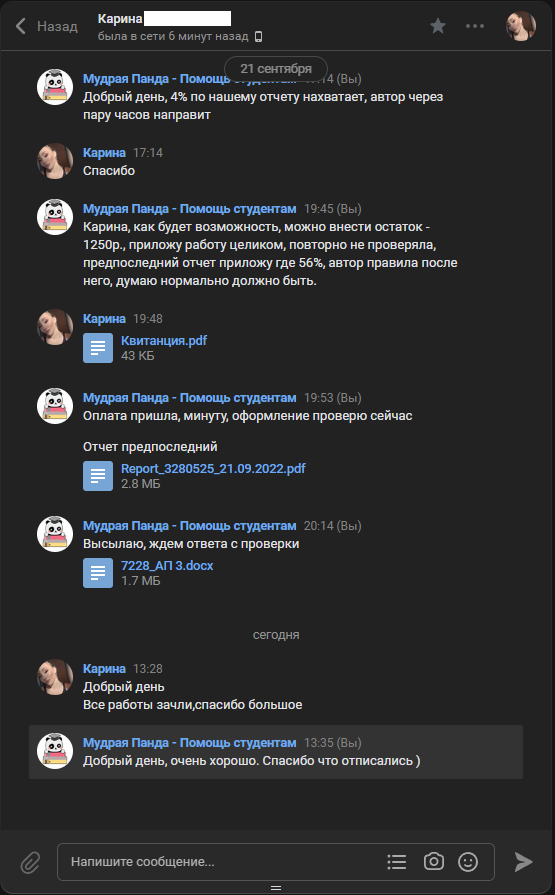 Назад
Карина
была в сети 6 минут назад
21 сентября
Мудрая Панда - Помощь студентам 17:14 (Вы)
Добрый день, 4% по нашему отчету нахватает, автор через
пару часов направит
Карина 17:14
Спасибо
Мудрая Панда - Помощь студентам 19:45 (Вы)
Карина, как будет возможность, можно внести остаток -
1250р., приложу работу целиком, повторно не проверяла,
предпоследний отчет приложу где 56%, автор правила после
него, думаю нормально должно быть.
Карина 19:48
Квитанция.pdf
43 КБ
Мудрая Панда - Помощь студентам 19:53 (Вы)
Оплата пришла, минуту, оформление проверю сейчас
Отчет предпоследний
Report_3280525_21.09.2022.pdf
2.8 МБ
Мудрая Панда - Помощь студентам 20:14 (Вы)
Высылаю, ждем ответа с проверки
7228_АП 3.docx
1.7 МБ
сегодня
Карина 13:28
Добрый день
Все работы зачли,спасибо большое
Мудрая Панда - Помощь студентам 13:35 (Вы)
Добрый день, очень хорошо. Спасибо что отписались )
Напишите сообщение...